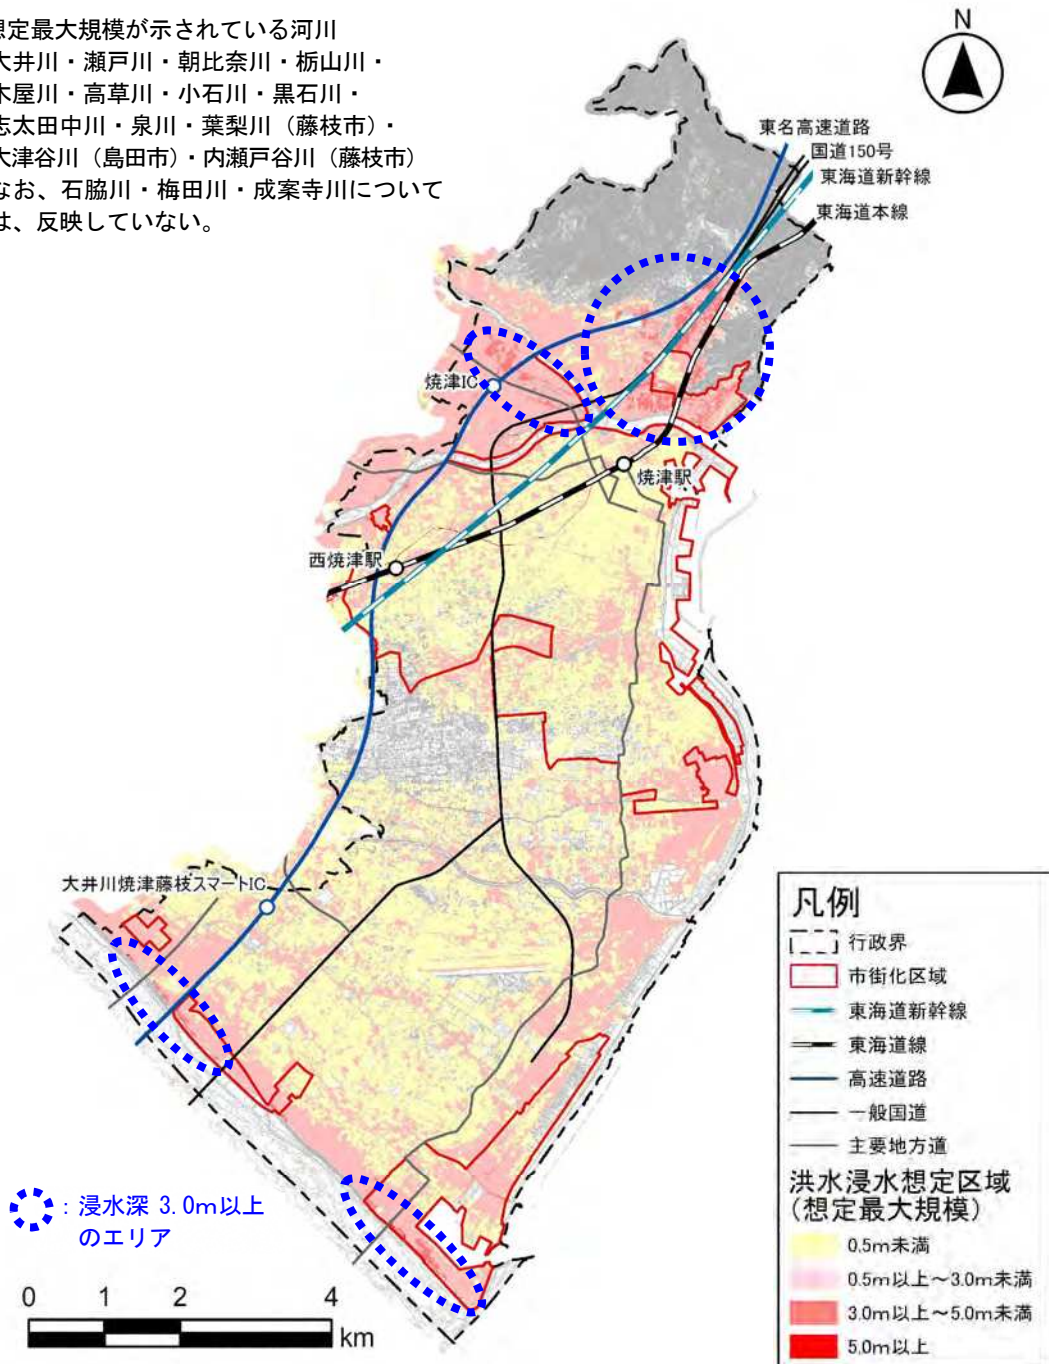 想定最大規模が示されている河川
大井川・瀬戸川・朝比奈川・栃山川・
木屋川・高草川・小石川・黒石川・
志太田中川・泉川・葉梨川（藤枝市）・
大津谷川（島田市）・内瀬戸谷川（藤枝市）
なお、石脇川・梅田川・成案寺川について
は、反映していない。
N
東名高速道路
国道150号
東海道新幹線
東海道本線
焼津IC
焼津駅
西焼津駅
大井川焼津藤枝スマートIC
凡例
行政界
市街化区域
東海道新幹線
東海道線
高速道路
一般国道
主要地方道
洪水浸水想定区域
(想定最大規模)
0.5m未満
0.5m以上～3.0m未満
3.0m以上～5.0m未満
5.0m以上
：浸水深 3.0m以上
のエリア
0 1 2 4
km